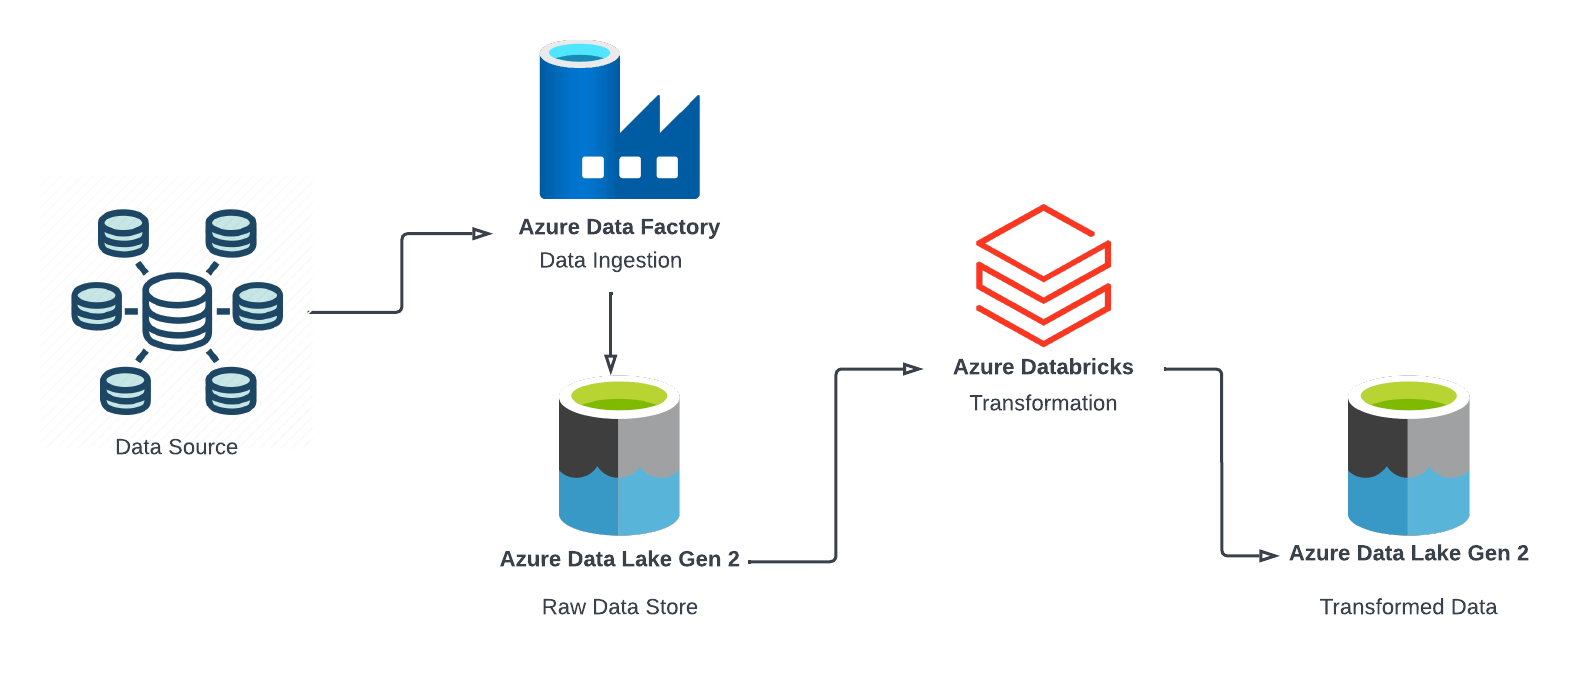 Data Source
Azure Data Factory
Data Ingestion
Azure Data Lake Gen 2
Raw Data Store
Azure Databricks
Transformation
Azure Data Lake Gen 2
Transformed Data